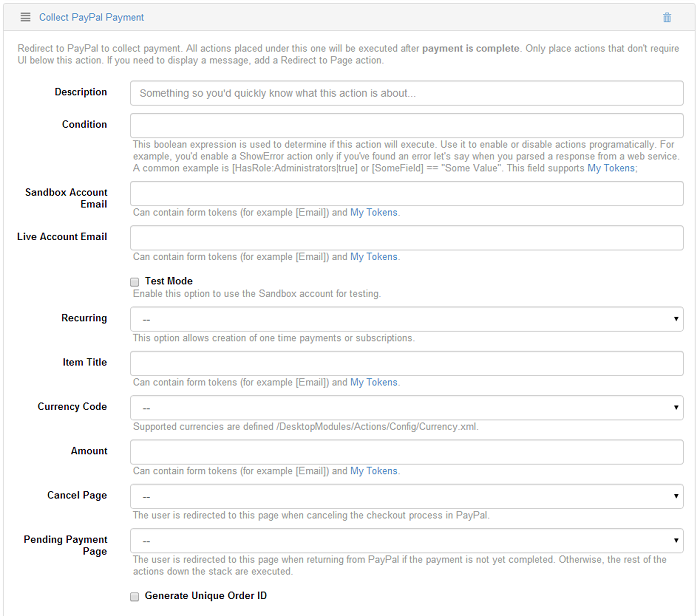 Collect PayPal Payment
Redirect to PayPal to collect payment. All actions placed under this one will be executed after payment is complete. Only place actions that don't require
UI below this action. If you need to display a message, add a Redirect to Page action.
Description
Something so you'd quickly know what this action is about...
Condition
This boolean expression is used to determine if this action will execute. Use it to enable or disable actions programatically. For
example, you'd enable a ShowError action only if you've found an error let's say when you parsed a response from a web service.
A common example is [HasRole:Administrators|true] or [SomeField] == "Some Value". This field supports My Tokens;
Sandbox Account
Email
Can contain form tokens (for example [Email]) and My Tokens.
Live Account Email
Can contain form tokens (for example [Email]) and My Tokens.
Test Mode
Enable this option to use the Sandbox account for testing.
Recurring
--
This option allows creation of one time payments or subscriptions.
Item Title
Can contain form tokens (for example [Email]) and My Tokens.
Currency Code
--
Supported currencies are defined /DesktopModules/Actions/Config/Currency.xml.
Amount
Can contain form tokens (for example [Email]) and My Tokens.
Cancel Page
--
The user is redirected to this page when canceling the checkout process in PayPal.
Pending Payment
Page
--
The user is redirected to this page when returning from PayPal if the payment is not yet completed. Otherwise, the rest of the
actions down the stack are executed.
Generate Unique Order ID